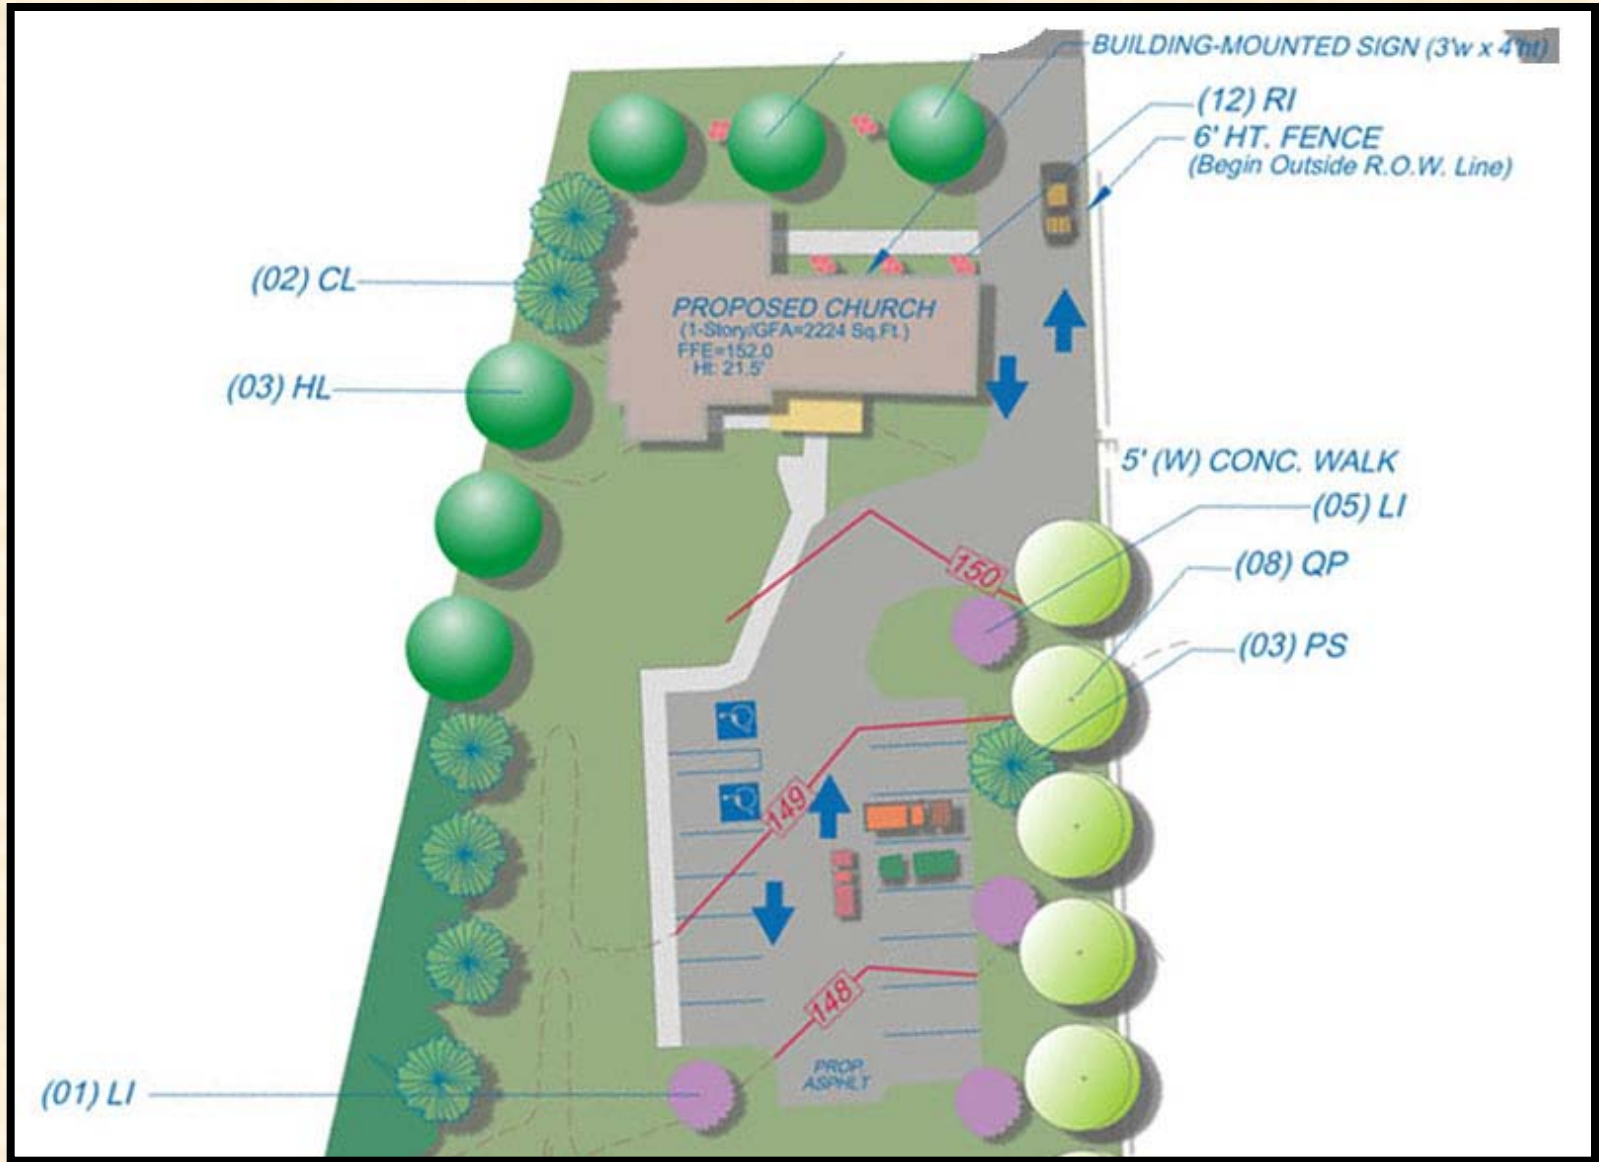 BUILDING-MOUNTED SIGN (3'w x 4'ht)
(12) RI
6' HT. FENCE
(Begin Outside R.O.W. Line)
(02) CL
PROPOSED CHURCH
(1-Story/GFA=2224 Sq.Ft.)
FFE=152.0
Ht: 21.5'
(03) HL
5' (W) CONC. WALK
(05) LI
150
(08) QP
(03) PS
149
148
PROP.
ASPHLT
(01) LI